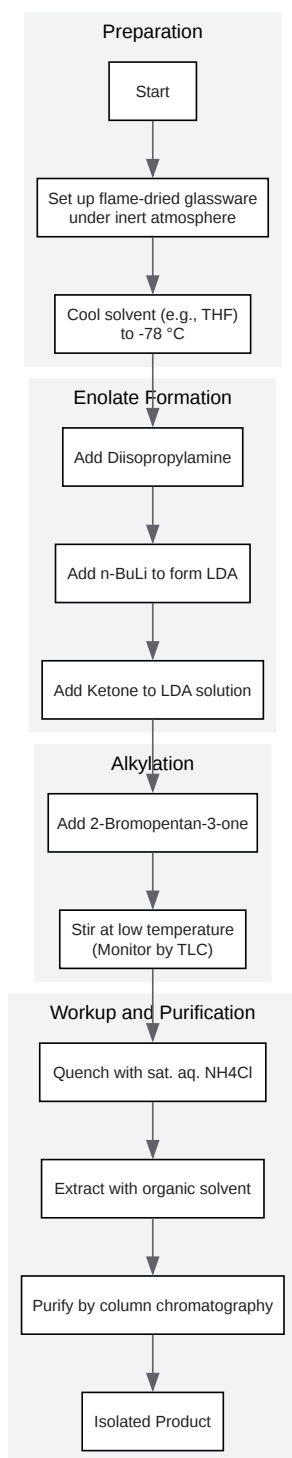 Preparation
Start
Set up flame-dried glassware
under inert atmosphere
Cool solvent (e.g., THF)
to -78 °C
Enolate Formation
Add Diisopropylamine
Add n-BuLi to form LDA
Add Ketone to LDA solution
Alkylation
Add 2-Bromopentan-3-one
Stir at low temperature
(Monitor by TLC)
Workup and Purification
Quench with sat. aq. NH4Cl
Extract with organic solvent
Purify by column chromatography
Isolated Product